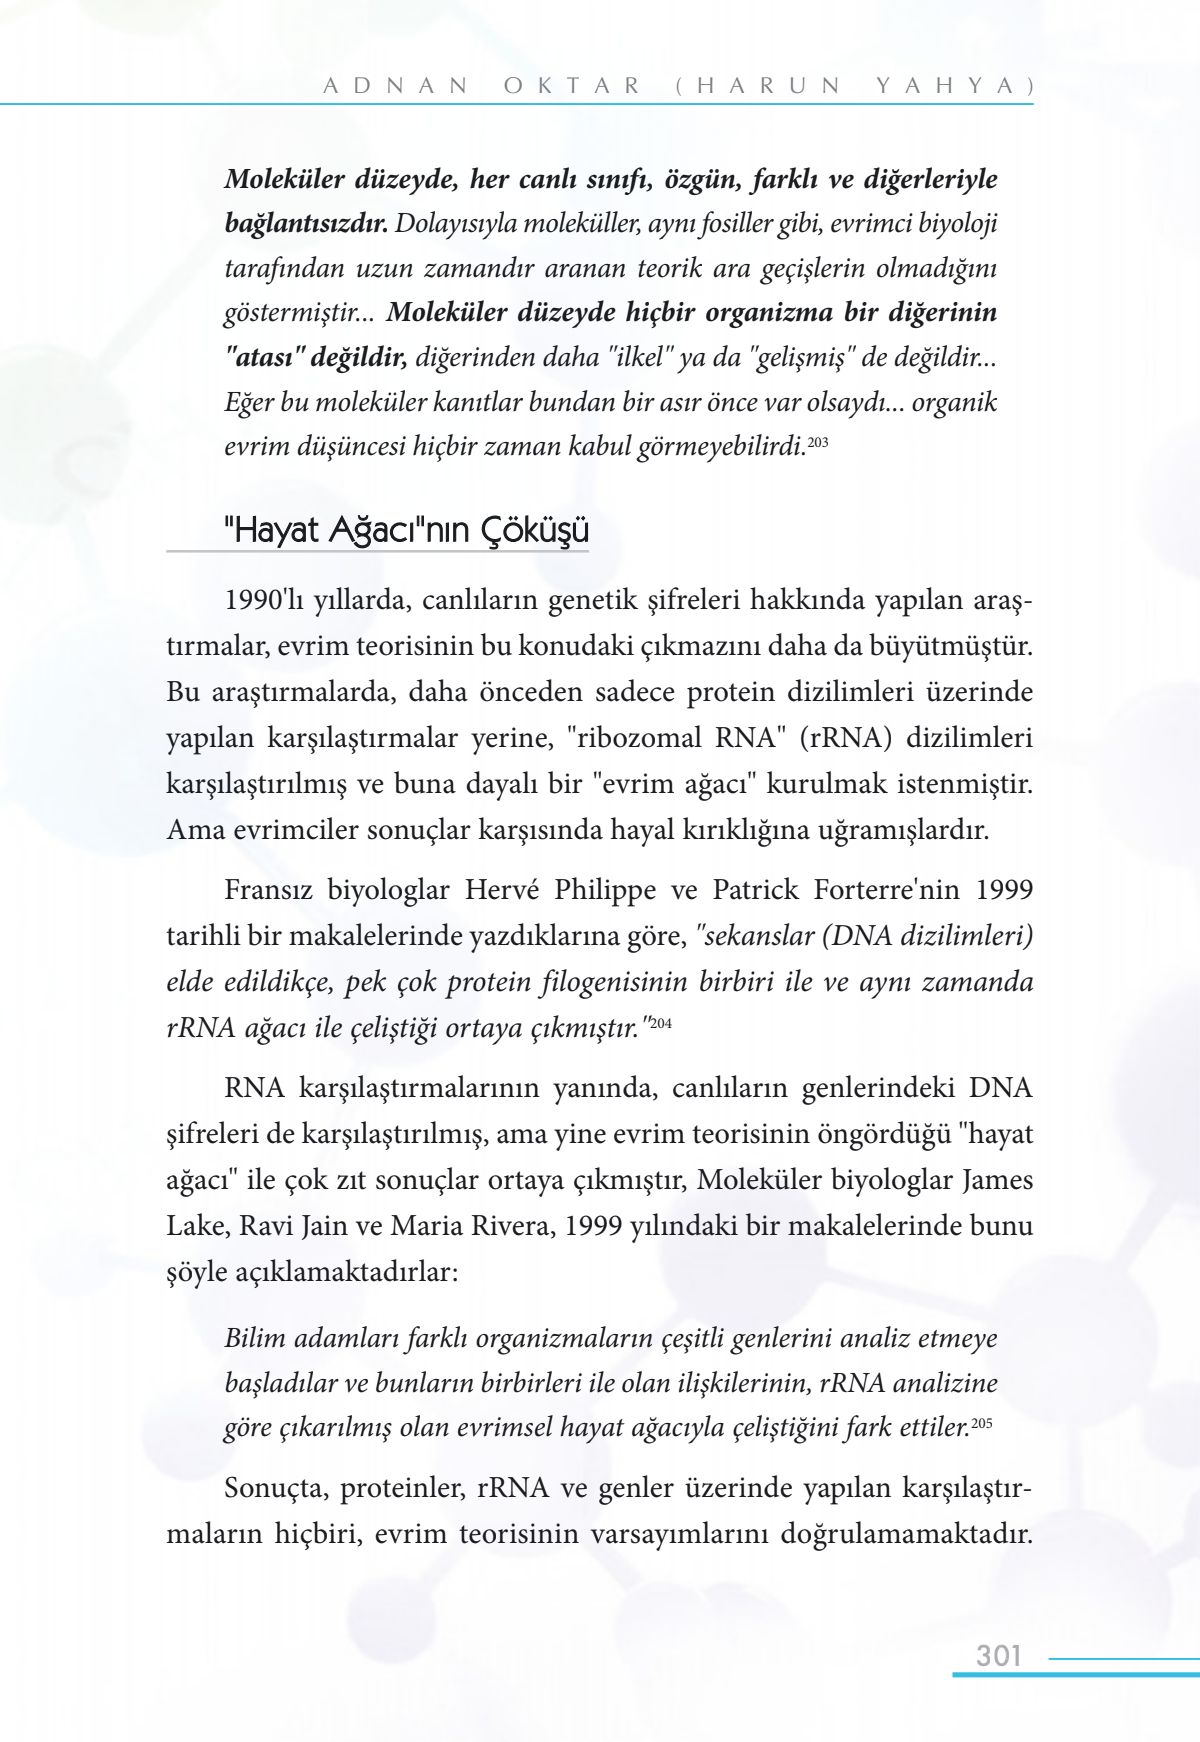 ADNAN OKTAR (HARUN YAHYA)
Moleküler düzeyde, her canlı sınıfı, özgün, farklı ve diğerleriyle
bağlantısızdır. Dolayısıyla moleküller, aynı fosiller gibi, evrimci biyoloji
tarafından uzun zamandır aranan teorik ara geçişlerin olmadığını
göstermiştir... Moleküler düzeyde hiçbir organizma bir diğerinin
"atası" değildir, diğerinden daha "ilkel" ya da "gelişmiş" de değildir...
Eğer bu moleküler kanıtlar bundan bir asır önce var olsaydı... organik
evrim düşüncesi hiçbir zaman kabul görmeyebilirdi.203
"Hayat Ağacı"nın Çöküşü
1990'lı yıllarda, canlıların genetik şifreleri hakkında yapılan araş-
tırmalar, evrim teorisinin bu konudaki çıkmazını daha da büyütmüştür.
Bu araştırmalarda, daha önceden sadece protein dizilimleri üzerinde
yapılan karşılaştırmalar yerine, "ribozomal RNA" (rRNA) dizilimleri
karşılaştırılmış ve buna dayalı bir "evrim ağacı" kurulmak istenmiştir.
Ama evrimciler sonuçlar karşısında hayal kırıklığına uğramışlardır.
Fransız biyologlar Hervé Philippe ve Patrick Forterre'nin 1999
tarihli bir makalelerinde yazdıklarına göre, "sekanslar (DNA dizilimleri)
elde edildikçe, pek çok protein filogenisinin birbiri ile ve aynı zamanda
rRNA ağacı ile çeliştiği ortaya çıkmıştır."204
RNA karşılaştırmalarının yanında, canlıların genlerindeki DNA
şifreleri de karşılaştırılmış, ama yine evrim teorisinin öngördüğü "hayat
ağacı" ile çok zıt sonuçlar ortaya çıkmıştır, Moleküler biyologlar James
Lake, Ravi Jain ve Maria Rivera, 1999 yılındaki bir makalelerinde bunu
şöyle açıklamaktadırlar:
Bilim adamları farklı organizmaların çeşitli genlerini analiz etmeye
başladılar ve bunların birbirleri ile olan ilişkilerinin, rRNA analizine
göre çıkarılmış olan evrimsel hayat ağacıyla çeliştiğini fark ettiler.205
Sonuçta, proteinler, rRNA ve genler üzerinde yapılan karşılaştır-
maların hiçbiri, evrim teorisinin varsayımlarını doğrulamamaktadır.
301